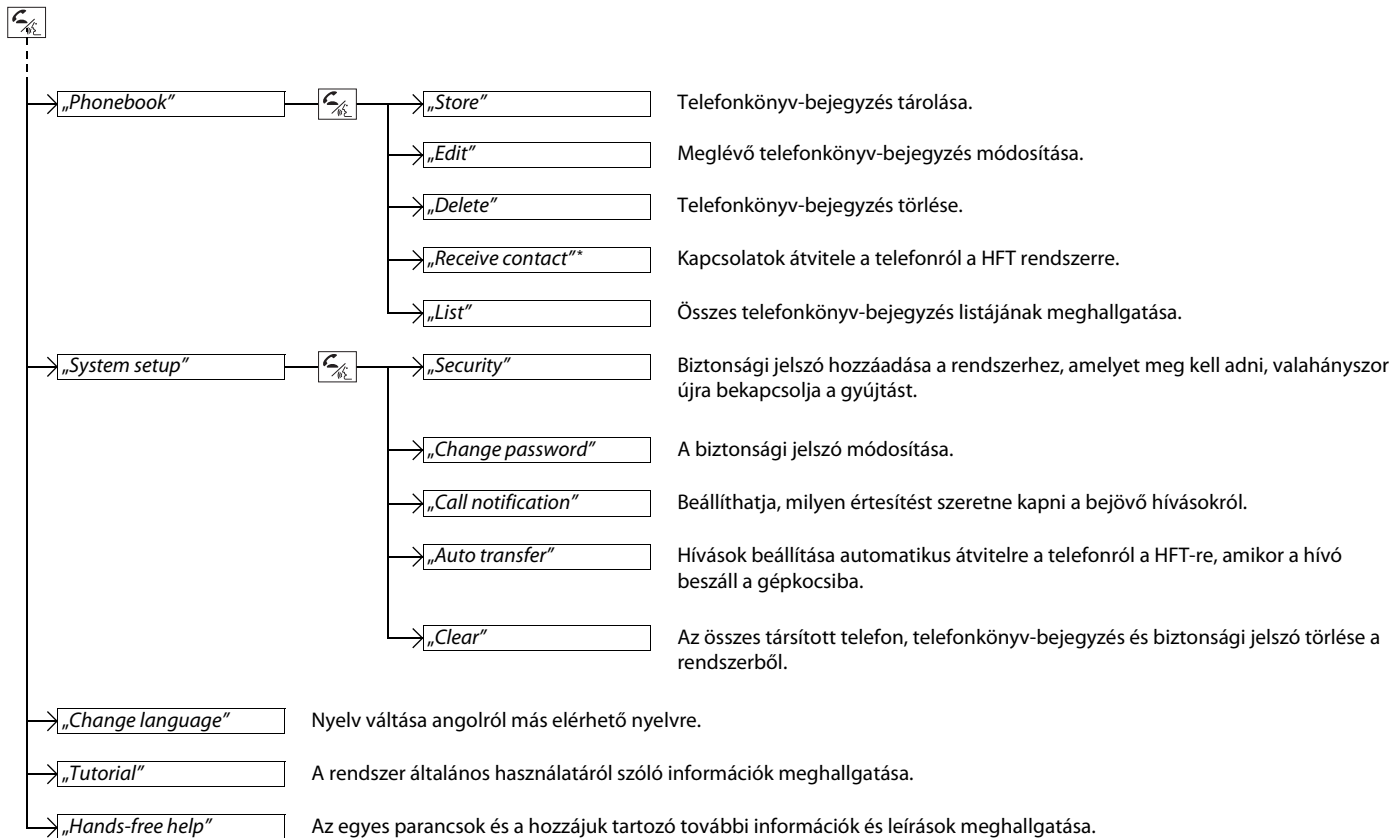 „Phonebook”
„Store” Telefonkönyv-bejegyzés tárolása.
„Edit” Meglévő telefonkönyv-bejegyzés módosítása.
„Delete” Telefonkönyv-bejegyzés törlése.
„Receive contact”* Kapcsolatok átvitele a telefonról a HFT rendszerre.
„List” Összes telefonkönyv-bejegyzés listájának meghallgatása.
„System setup”
„Security” Biztonsági jelszó hozzáadása a rendszerhez, amelyet meg kell adni, valahányszor
újra bekapcsolja a gyújtást.
„Change password” A biztonsági jelszó módosítása.
„Call notification” Beállíthatja, milyen értesítést szeretne kapni a bejövő hívásokról.
„Auto transfer” Hívások beállítása automatikus átvitelre a telefonról a HFT-re, amikor a hívó
beszáll a gépkocsiba.
„Clear” Az összes társított telefon, telefonkönyv-bejegyzés és biztonsági jelszó törlése a
rendszerből.
„Change language” Nyelv váltása angolról más elérhető nyelvre.
„Tutorial” A rendszer általános használatáról szóló információk meghallgatása.
„Hands-free help” Az egyes parancsok és a hozzájuk tartozó további információk és leírások meghallgatása.